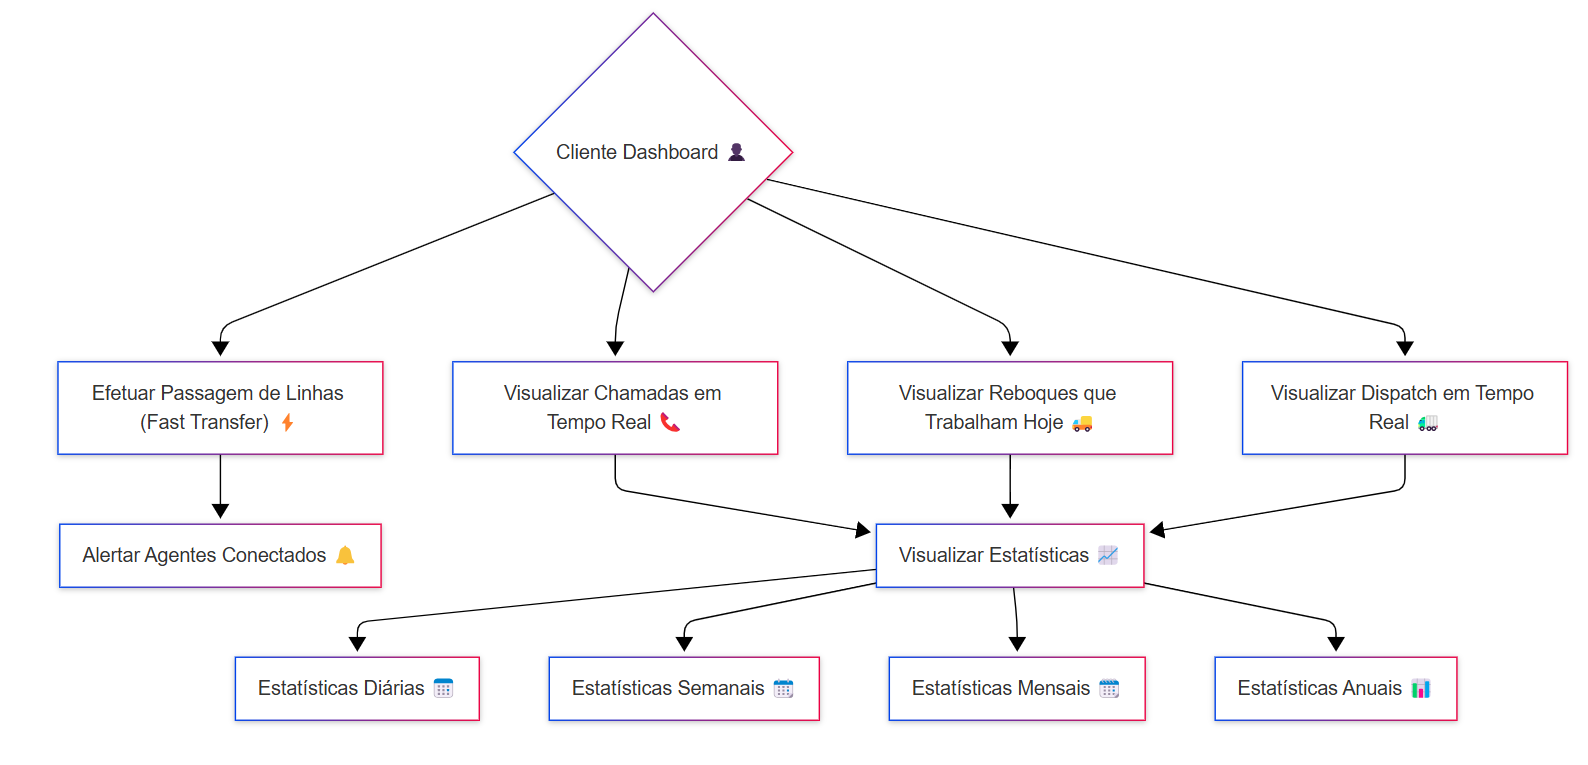 Cliente Dashboard 👤
Efetuar Passagem de Linhas
(Fast Transfer) ⚡
Visualizar Chamadas em
Tempo Real 📞
Visualizar Reboques que
Trabalham Hoje 🚚
Visualizar Dispatch em Tempo
Real 🚛
Alertar Agentes Conectados 🔔
Visualizar Estatísticas 📈
Estatísticas Diárias 📅
Estatísticas Semanais 📆
Estatísticas Mensais 🗓️
Estatísticas Anuais 📊